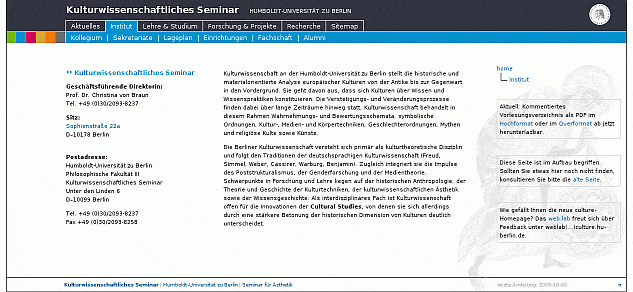 Kulturwissenschaftliches Seminar HUMBOLDT-UNIVERSITÄT ZU BERLIN
Aktuelles Institut Lehre & Studium Forschung & Projekte Recherche Sitemap
Kollegium | Sekretariate | Lageplan | Einrichtungen | Fachschaft | Alumni
** Kulturwissenschaftliches Seminar
Geschäftsführende Direktorin:
Prof. Dr. Christina von Braun
Tel. +49 (0)30/2093-8237
Sitz:
Sophienstraße 22a
D-10178 Berlin
Postadresse:
Humboldt-Universität zu Berlin
Philosophische Fakultät III
Kulturwissenschaftliches Seminar
Unter den Linden 6
D-10099 Berlin
Tel. +49 (0)30/2093-8237
Fax +49 (0)30/2093-8258
Kulturwissenschaft an der Humboldt-Universität zu Berlin stellt die historische und
materialorientierte Analyse europäischer Kulturen von der Antike bis zur Gegenwart
in den Vordergrund. Sie geht davon aus, dass sich Kulturen über Wissen und
Wissenspraktiken konstituieren. Die Verstetigungs- und Veränderungsprozesse
finden dabei über lange Zeiträume hinweg statt. Kulturwissenschaft behandelt in
diesem Rahmen Wahrnehmungs- und Bewertungsschemata, symbolische
Ordnungen, Kultur-, Medien- und Körpertechniken, Geschlechterordnungen, Mythen
und religiöse Kulte sowie Künste.
Die Berliner Kulturwissenschaft versteht sich primär als kulturtheoretische Disziplin
und folgt den Traditionen der deutschsprachigen Kulturwissenschaft (Freud,
Simmel, Weber, Cassirer, Warburg, Benjamin). Zugleich integriert sie die Impulse
des Poststrukturalismus, der Genderforschung und der Medientheorie.
Schwerpunkte in Forschung und Lehre liegen auf der historischen Anthropologie, der
Theorie und Geschichte der Kulturtechniken, der kulturwissenschaftlichen Ästhetik
sowie der Wissensgeschichte. Als interdisziplinäres Fach ist Kulturwissenschaft
offen für die Innovationen der Cultural Studies, von denen sie sich allerdings
durch eine stärkere Betonung der historischen Dimension von Kulturen deutlich
unterscheidet.
home
Institut
Aktuell: Kommentiertes
Vorlesungsverzeichnis als PDF im
Hochformat oder im Querformat ab jetzt
herunterladbar.
Diese Seite ist im Aufbau begriffen.
Sollten Sie etwas hier noch nicht finden,
konsultieren Sie bitte die alte Seite.
Wie gefällt Ihnen die neue culture-
Homepage? Das web.lab freut sich über
Feedback unter weblab(...)culture.hu-
berlin.de.
Kulturwissenschaftliches Seminar | Humboldt-Universität zu Berlin | Seminar für Ästhetik
letzte Änderung: 2009-20-06